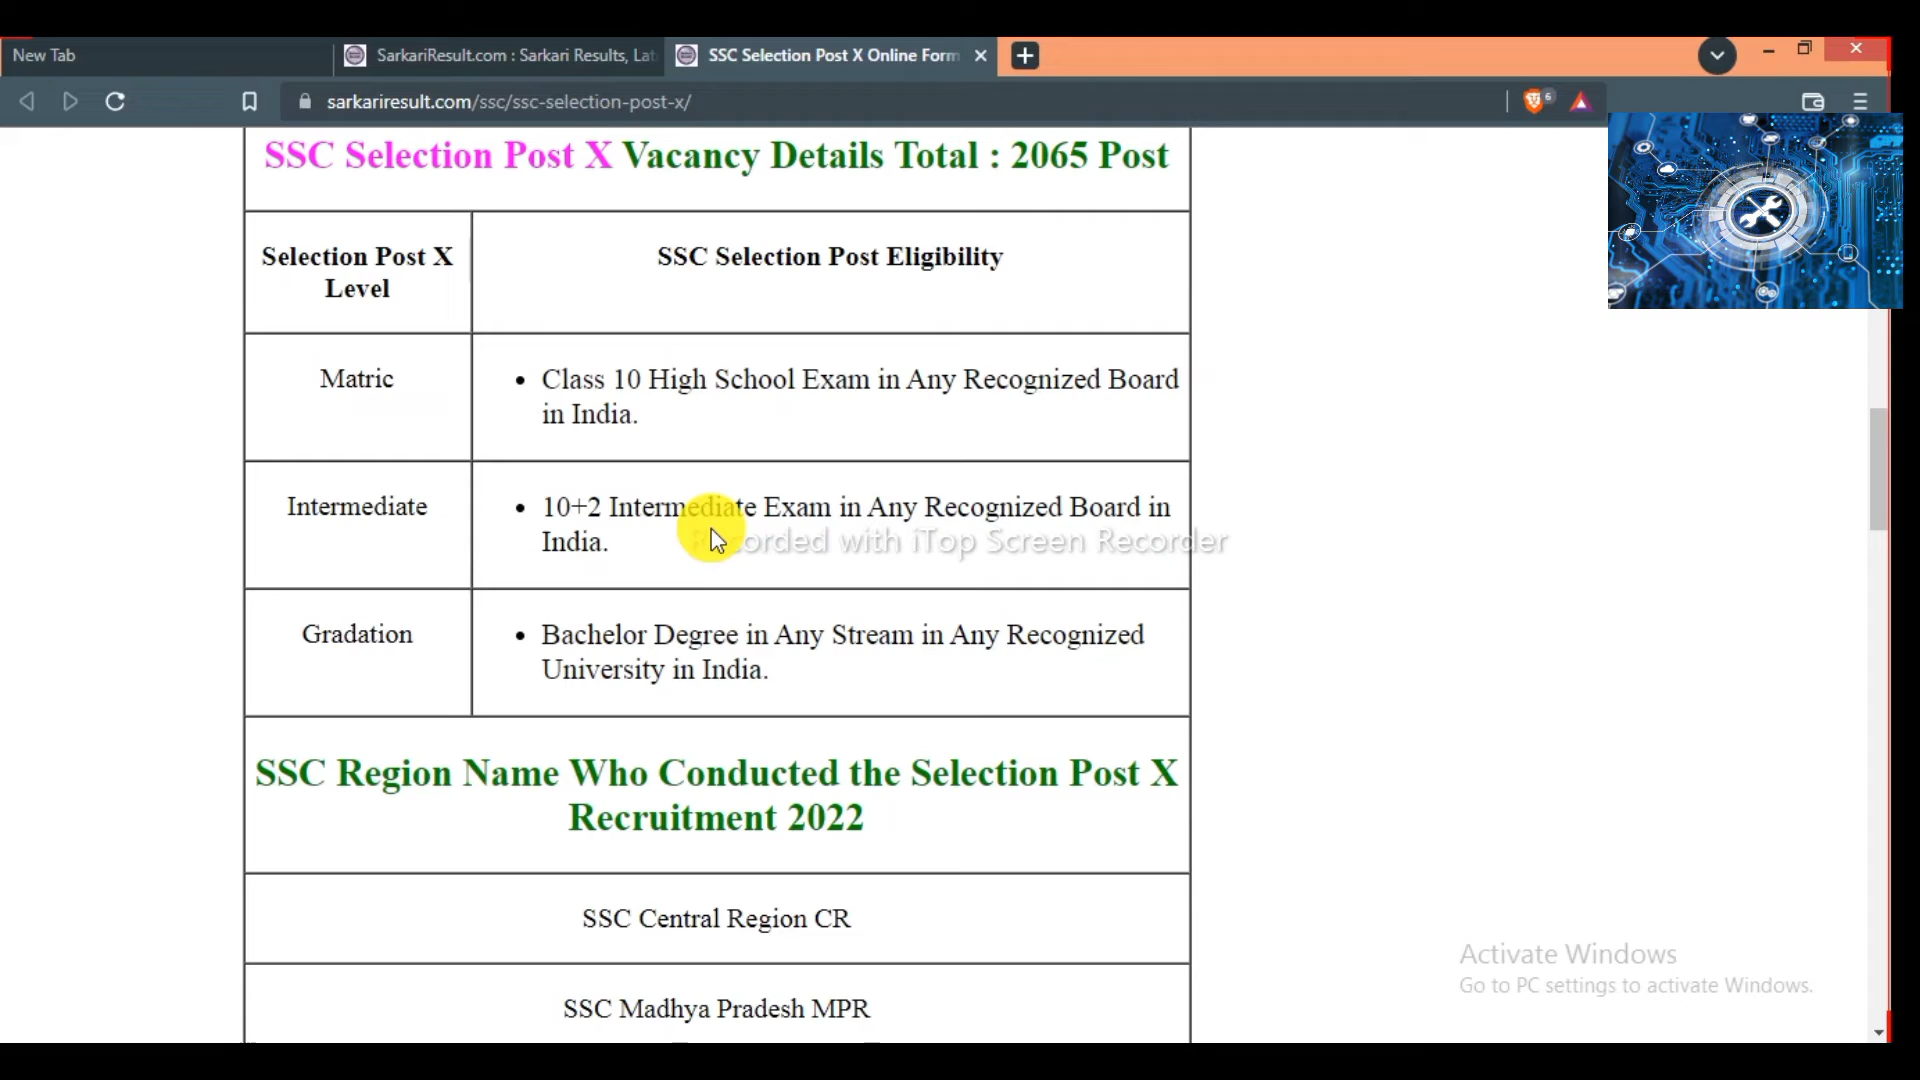 New Tab
SarkariResult.com : Sarkari Results, Lat
SSC Selection Post X Online Form
sarkariresult.com/ssc/ssc-selection-post-x/
6
SSC Selection Post X Vacancy Details Total : 2065 Post
Selection Post X
Level
SSC Selection Post Eligibility
Matric
Class 10 High School Exam in Any Recognized Board
in India.
Intermediate
10+2 Intermediate Exam in Any Recognized Board in
India.
Recorded with iTop Screen Recorder
Gradation
Bachelor Degree in Any Stream in Any Recognized
University in India.
SSC Region Name Who Conducted the Selection Post X
Recruitment 2022
SSC Central Region CR
SSC Madhya Pradesh MPR
Activate Windows
Go to PC settings to activate Windows.